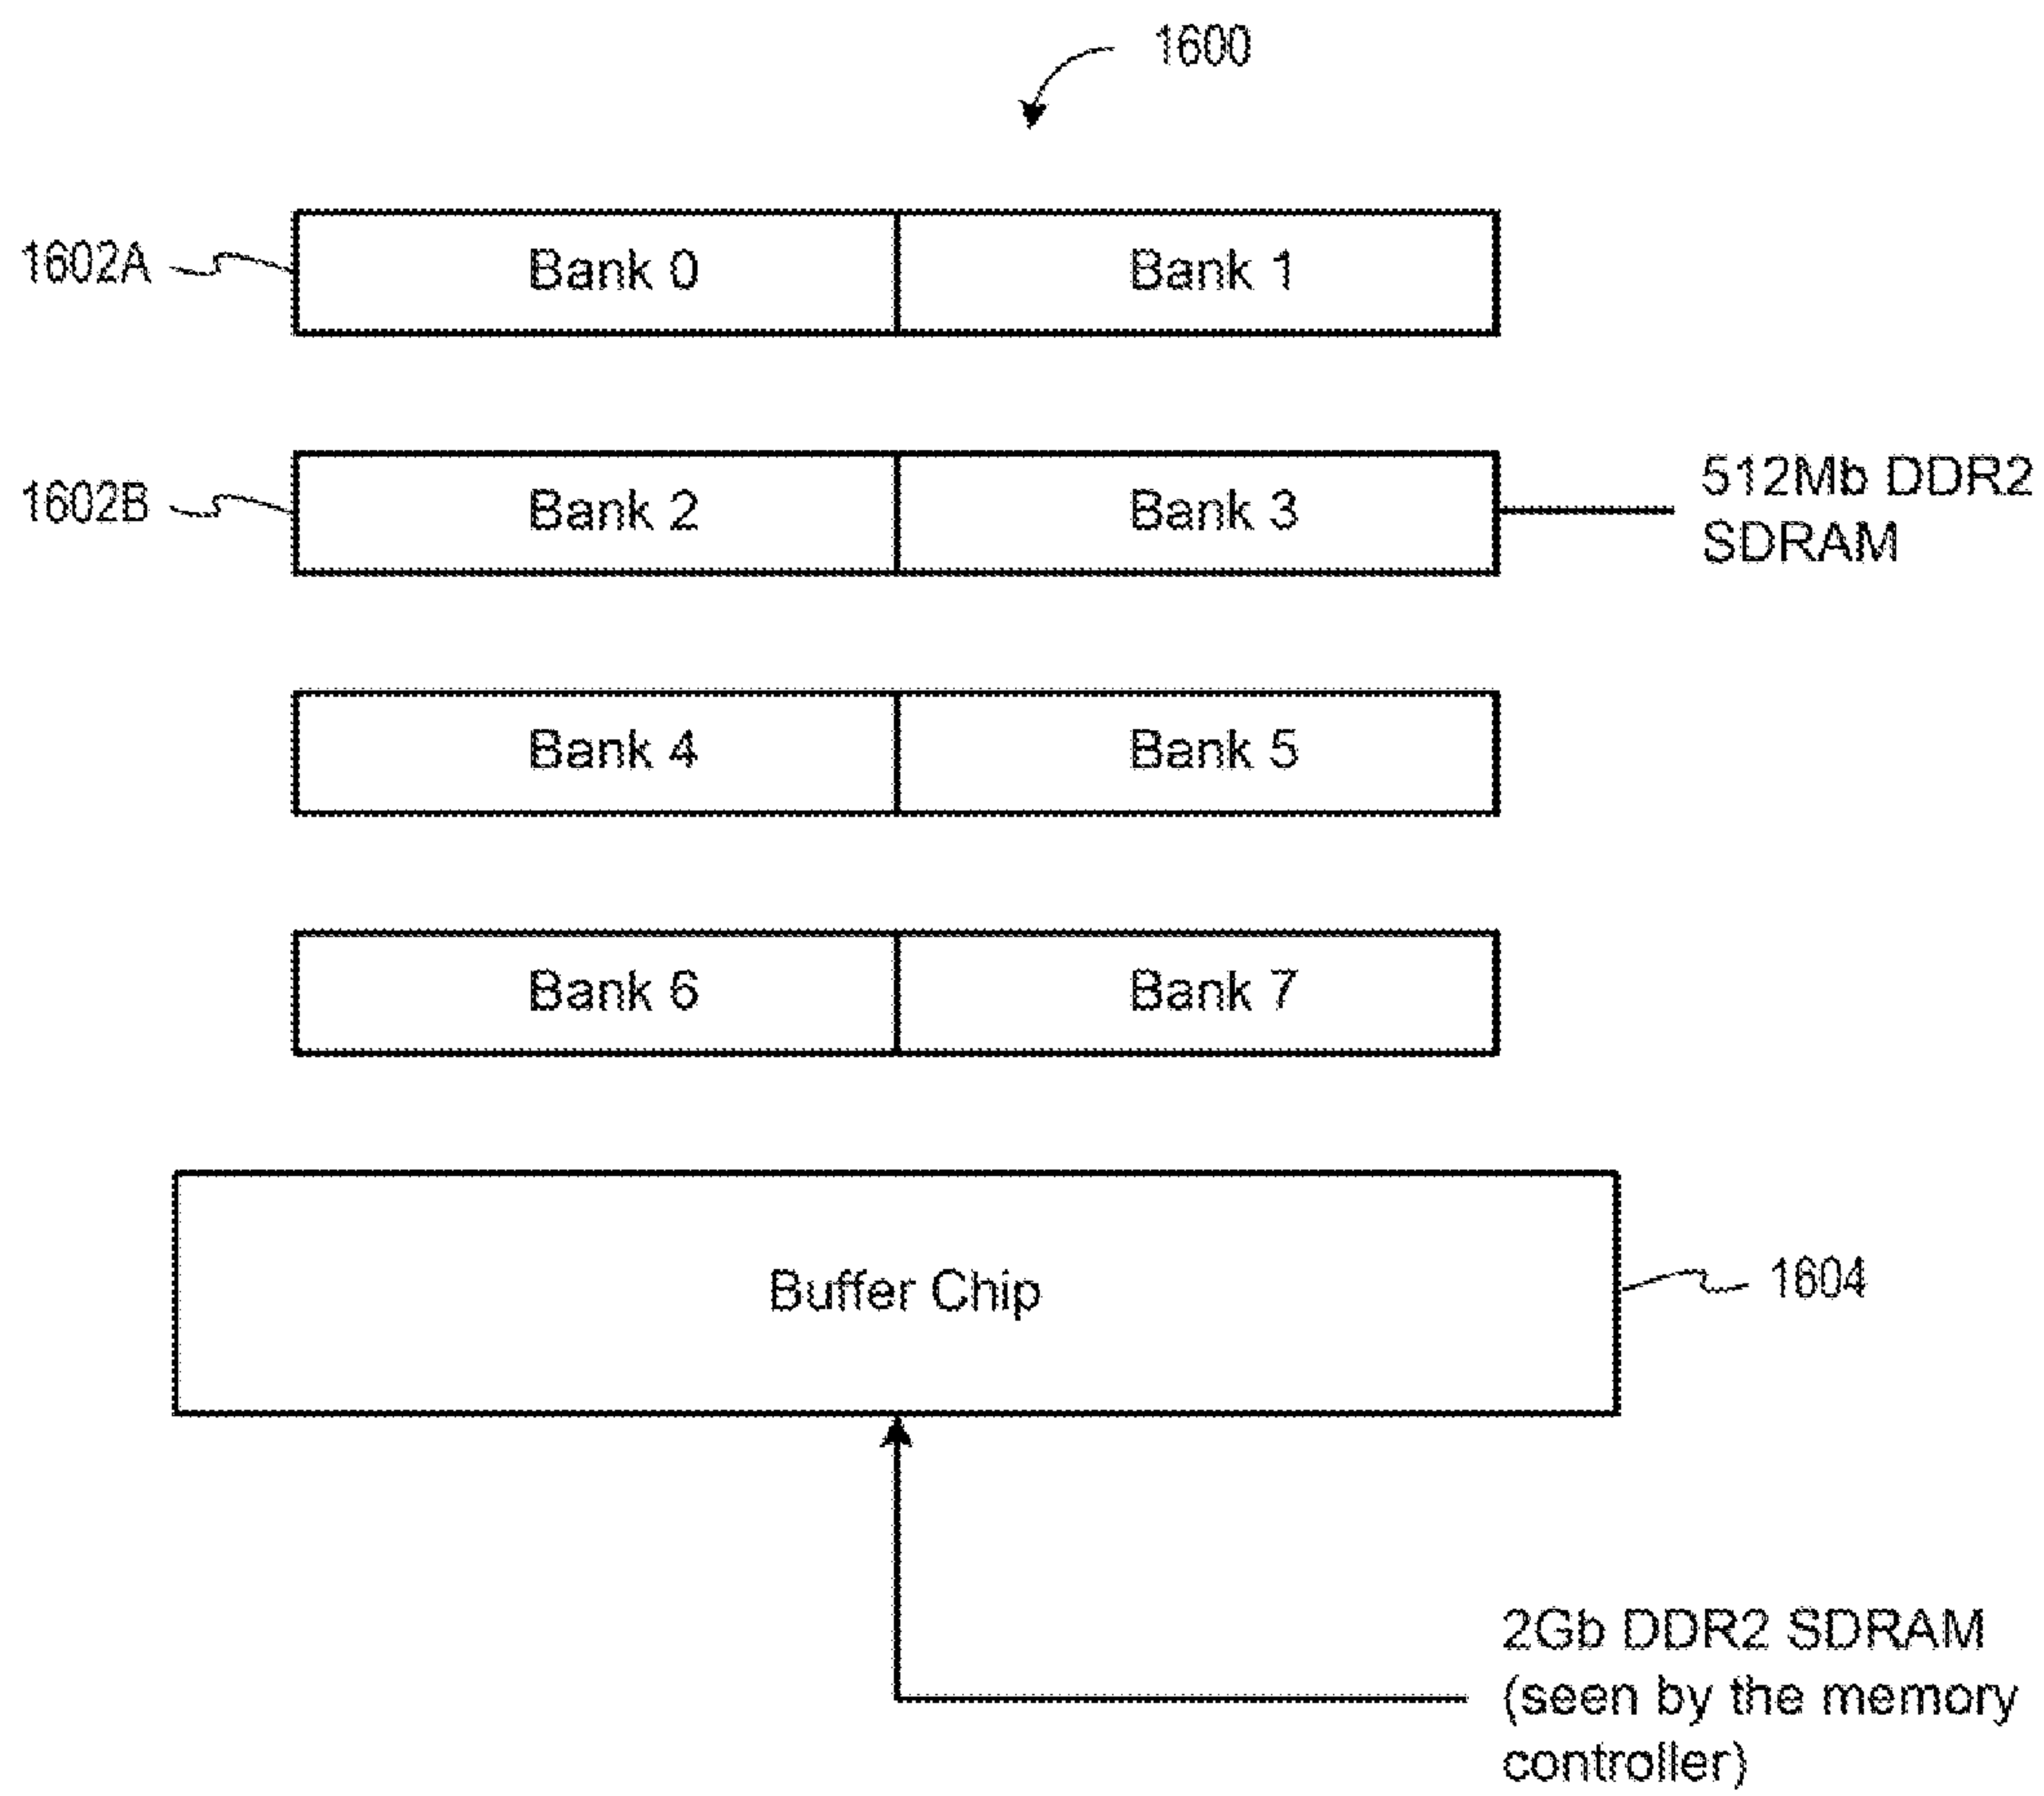 1600
1602A
Bank 0
Bank 1
1602B
Bank 2
Bank 3
512Mb DDR2
SDRAM
Bank 4
Bank 5
Bank 6
Bank 7
Buffer Chip
1604
2Gb DDR2 SDRAM
(seen by the memory
controller)